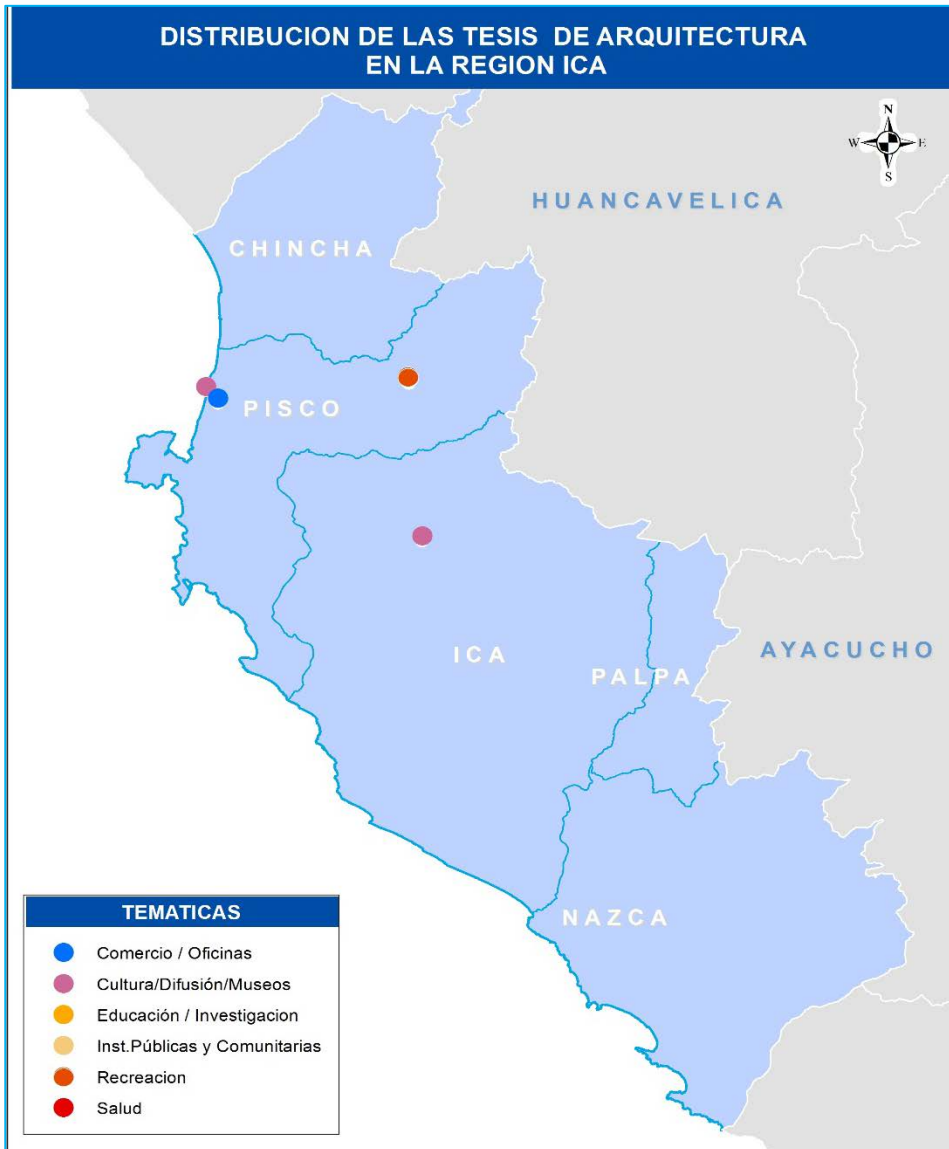 DISTRIBUCION DE LAS TESIS DE ARQUITECTURA
EN LA REGION ICA
N
W E
S
HUANCAVELICA
CHINCHA
PISCO
ICA
PALPA
AYACUCHO
NAZCA
TEMATICAS
Comercio / Oficinas
Cultura/Difusión/Museos
Educación / Investigacion
Inst.Públicas y Comunitarias
Recreacion
Salud